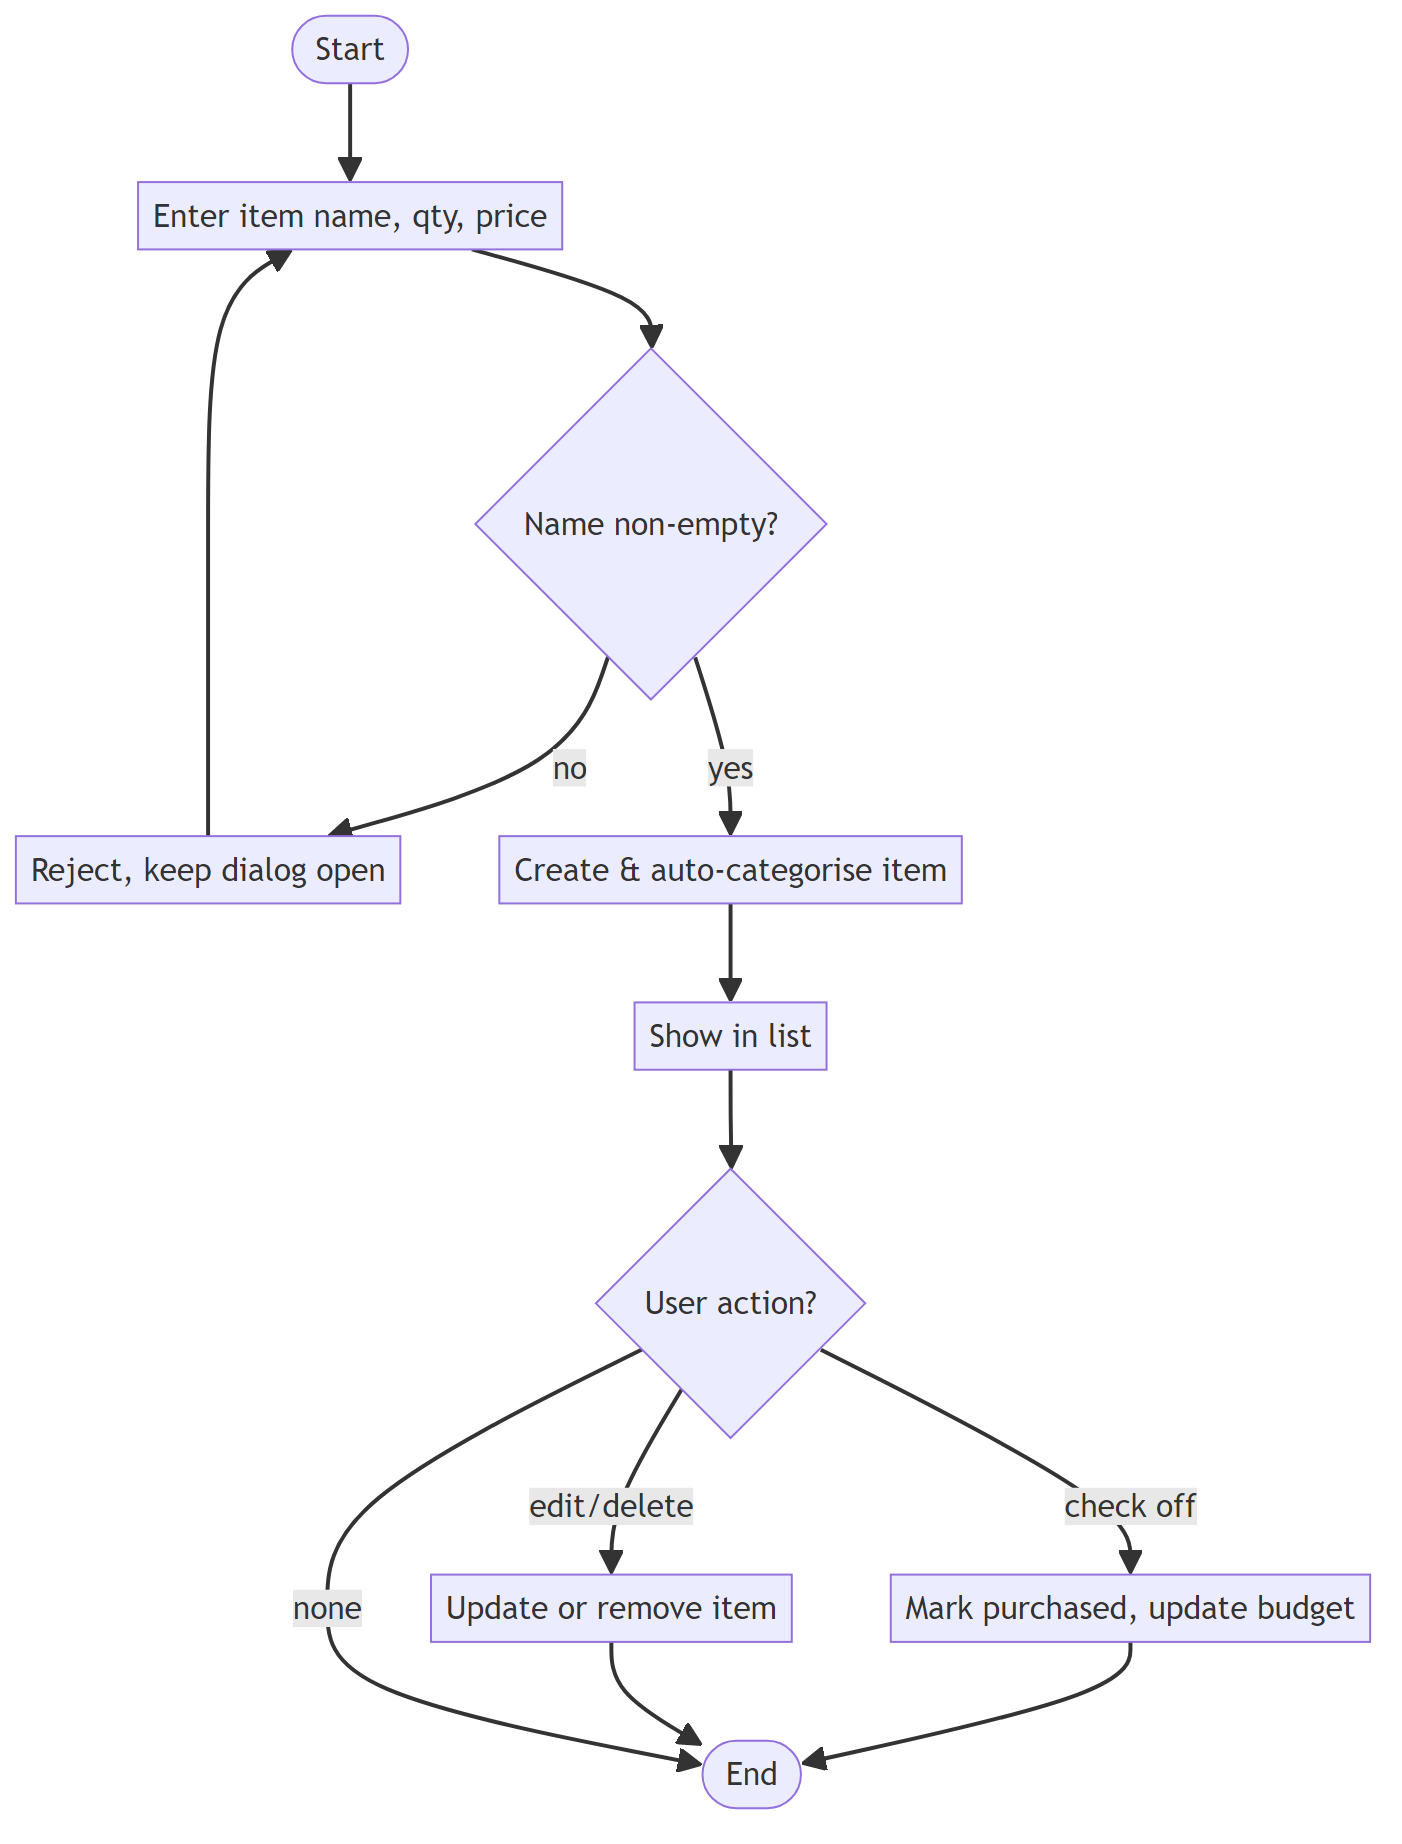 Start
Enter item name, qty, price
Name non-empty?
no
yes
Reject, keep dialog open
Create & auto-categorise item
Show in list
User action?
edit/delete
check off
none
Update or remove item
Mark purchased, update budget
End